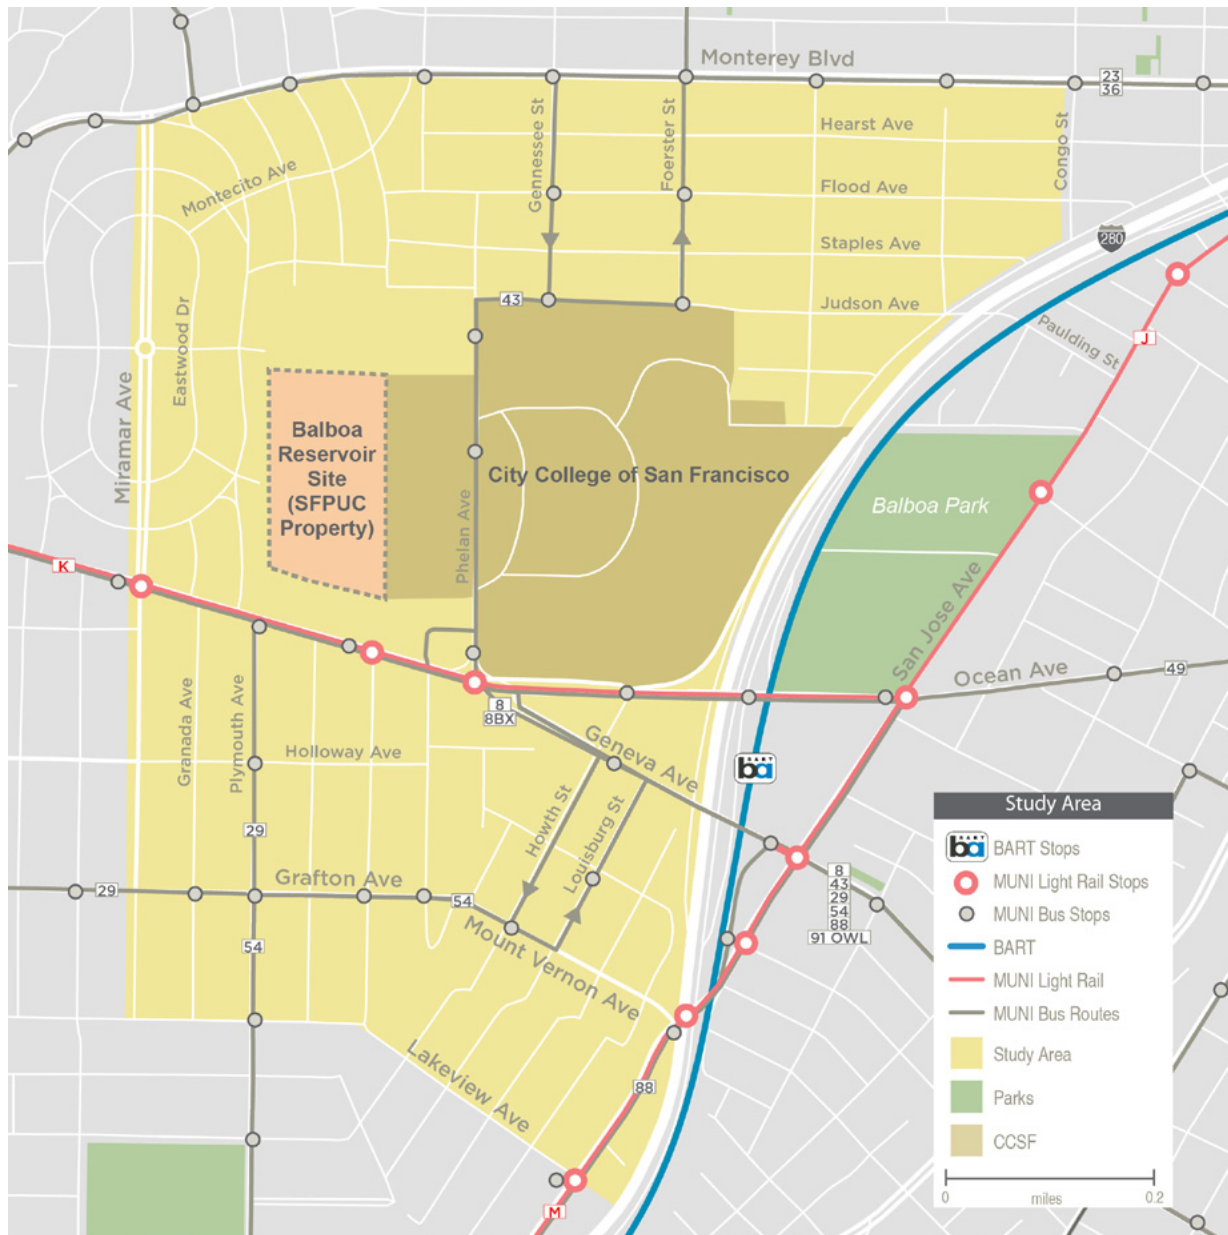 Monterey Blvd
23
36
Gennessee St
Foerster St
Hearst Ave
Congo St
Montecito Ave
Flood Ave
Staples Ave
280
43
Judson Ave
Paulding St
J
Eastwood Dr
Miramar Ave
Balboa
Reservoir
Site
(SFPUC
Property)
City College of San Francisco
Balboa Park
Phelan Ave
K
San Jose Ave
Ocean Ave
49
Granada Ave
Plymouth Ave
8
8BX
Geneva Ave
Holloway Ave
BART
ba
Howth St
Louisburg St
29
Grafton Ave
29
54
54
Mount Vernon Ave
8
43
29
54
88
91 OWL
Lakeview Ave
88
M
Study Area
BART
ba
BART Stops
MUNI Light Rail Stops
MUNI Bus Stops
BART
MUNI Light Rail
MUNI Bus Routes
Study Area
Parks
CCSF
0 miles 0.2